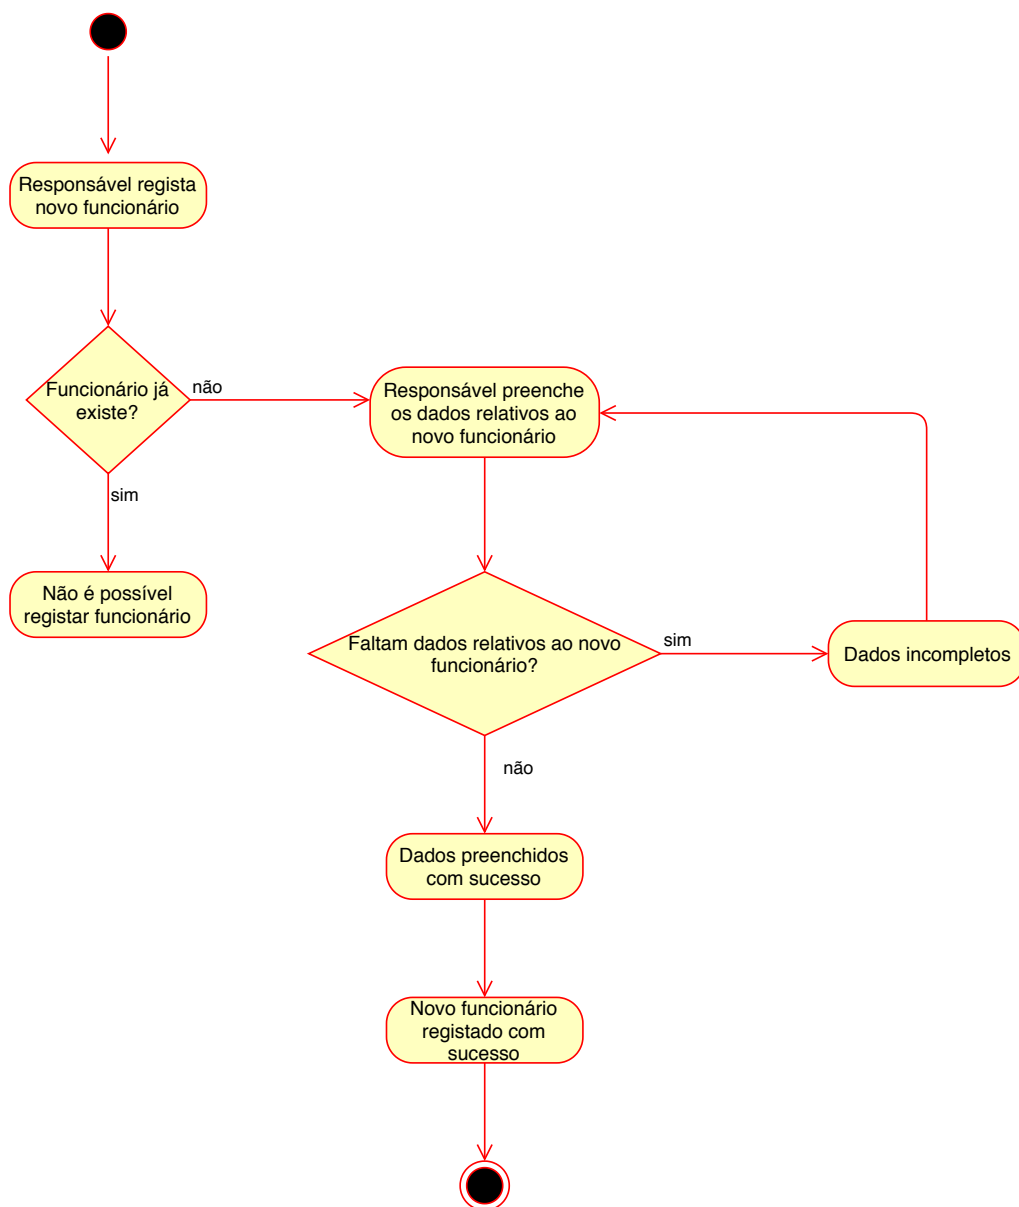 Responsável regista
novo funcionário
Funcionário já
existe?
não
Responsável preenche
os dados relativos ao
novo funcionário
sim
Não é possível
registar funcionário
Faltam dados relativos ao novo
funcionário?
sim
Dados incompletos
não
Dados preenchidos
com sucesso
Novo funcionário
registado com
sucesso